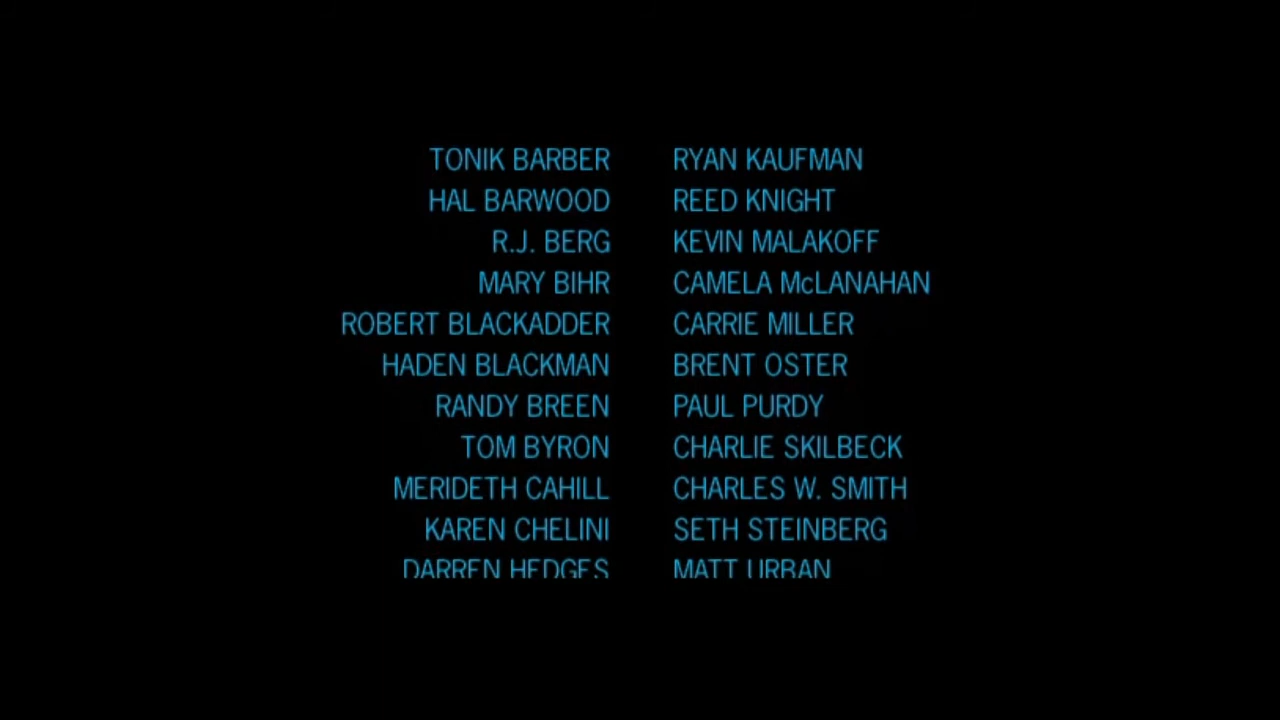 TONIK BARBER RYAN KAUFMAN
HAL BARWOOD REED KNIGHT
R.J. BERG KEVIN MALAKOFF
MARY BIHR CAMELA McLANAHAN
ROBERT BLACKADDER CARRIE MILLER
HADEN BLACKMAN BRENT OSTER
RANDY BREEN PAUL PURDY
TOM BYRON CHARLIE SKILBECK
MERIDETH CAHILL CHARLES W. SMITH
KAREN CHELINI SETH STEINBERG
DARREN HEDGES MATT URBAN